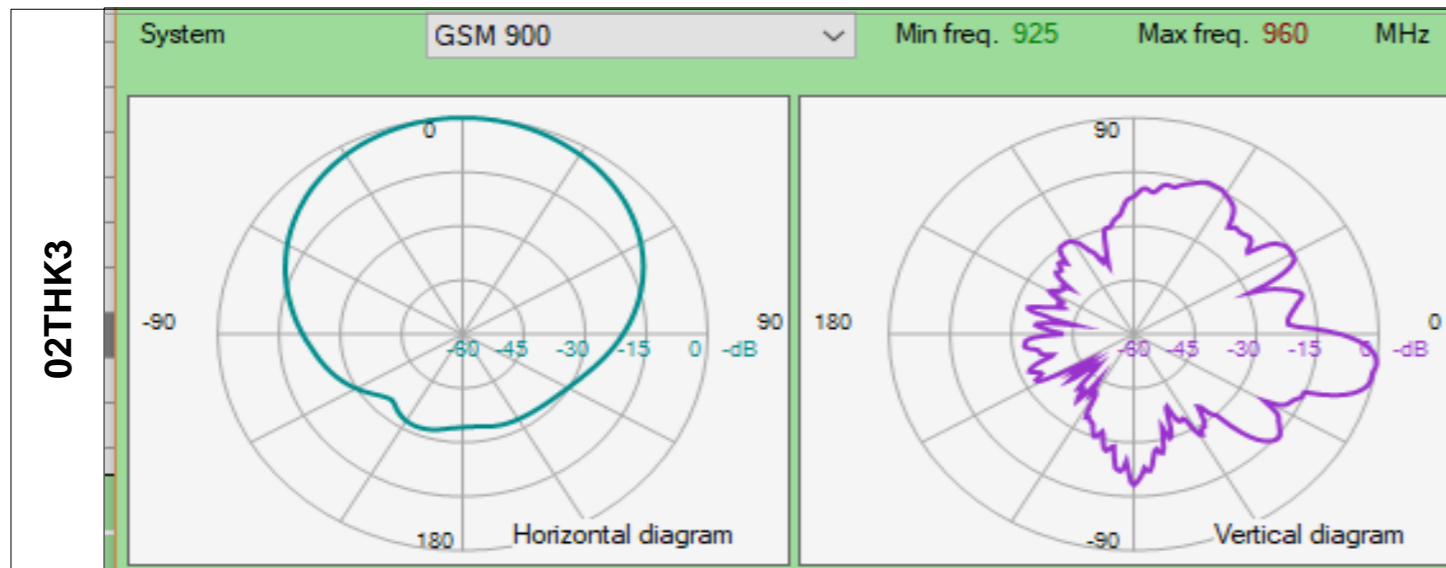 02THK3
System GSM 900 Min freq. 925 Max freq. 960 MHz
0
-90 90
-60 -45 -30 -15 0 -dB
180 Horizontal diagram
90
180 0
-60 -45 -30 -15 0 -dB
-90 Vertical diagram